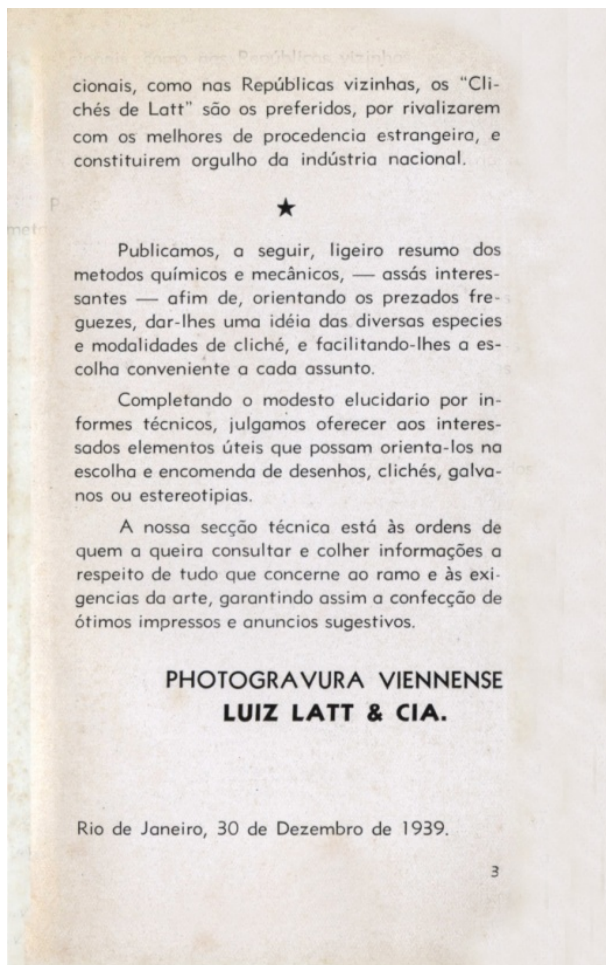 cionais, como nas Repúblicas vizinhas, os "Cli-
chés de Latt" são os preferidos, por rivalizarem
com os melhores de procedencia estrangeira, e
constituirem orgulho da indústria nacional.
★
Publicamos, a seguir, ligeiro resumo dos
metodos químicos e mecânicos, — assás interes-
santes — afim de, orientando os prezados fre-
guezes, dar-lhes uma idéia das diversas especies
e modalidades de cliché, e facilitando-lhes a es-
colha conveniente a cada assunto.
Completando o modesto elucidario por in-
formes técnicos, julgamos oferecer aos interes-
sados elementos úteis que possam orienta-los na
escolha e encomenda de desenhos, clichés, galva-
nos ou estereotipias.
A nossa secção técnica está às ordens de
quem a queira consultar e colher informações a
respeito de tudo que concerne ao ramo e às exi-
gencias da arte, garantindo assim a confecção de
ótimos impressos e anuncios sugestivos.
PHOTOGRAVURA VIENNENSE
LUIZ LATT & CIA.
Rio de Janeiro, 30 de Dezembro de 1939.
3